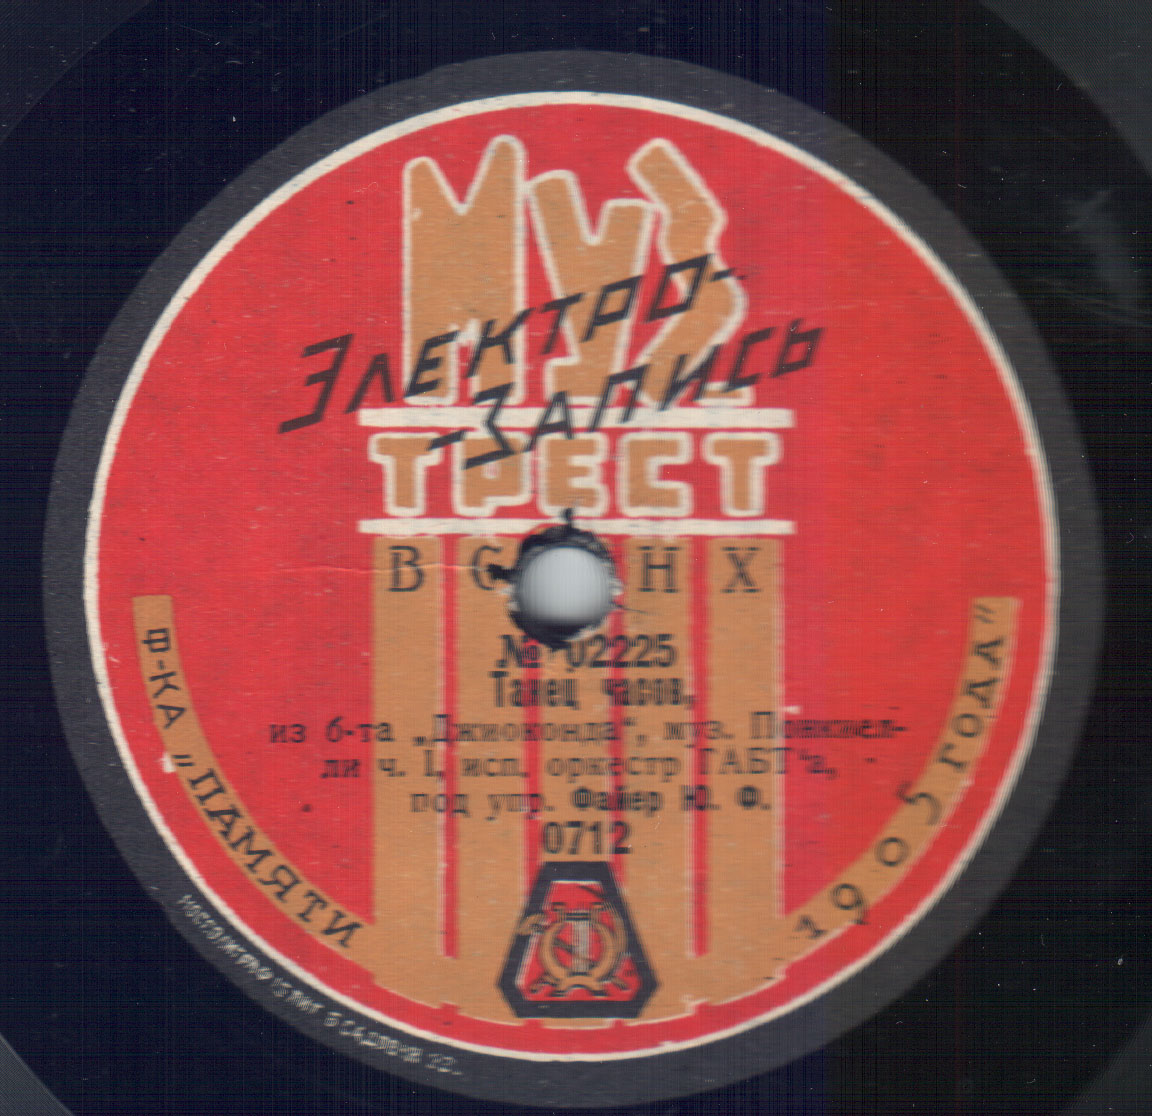 МУЗ
ЭЛЕКТРО-
-ЗАПИСЬ
ТРЕСТ
ВСНХ
№ 02225
Танец часов,
из б-та „Джиоконда“, муз. Понкиел-
ли ч. I, исп. оркестр ГАБТ'а,
под упр. Файер Ю. Ф.
0712
Ф-КА „ПАМЯТИ
1905 ГОДА”